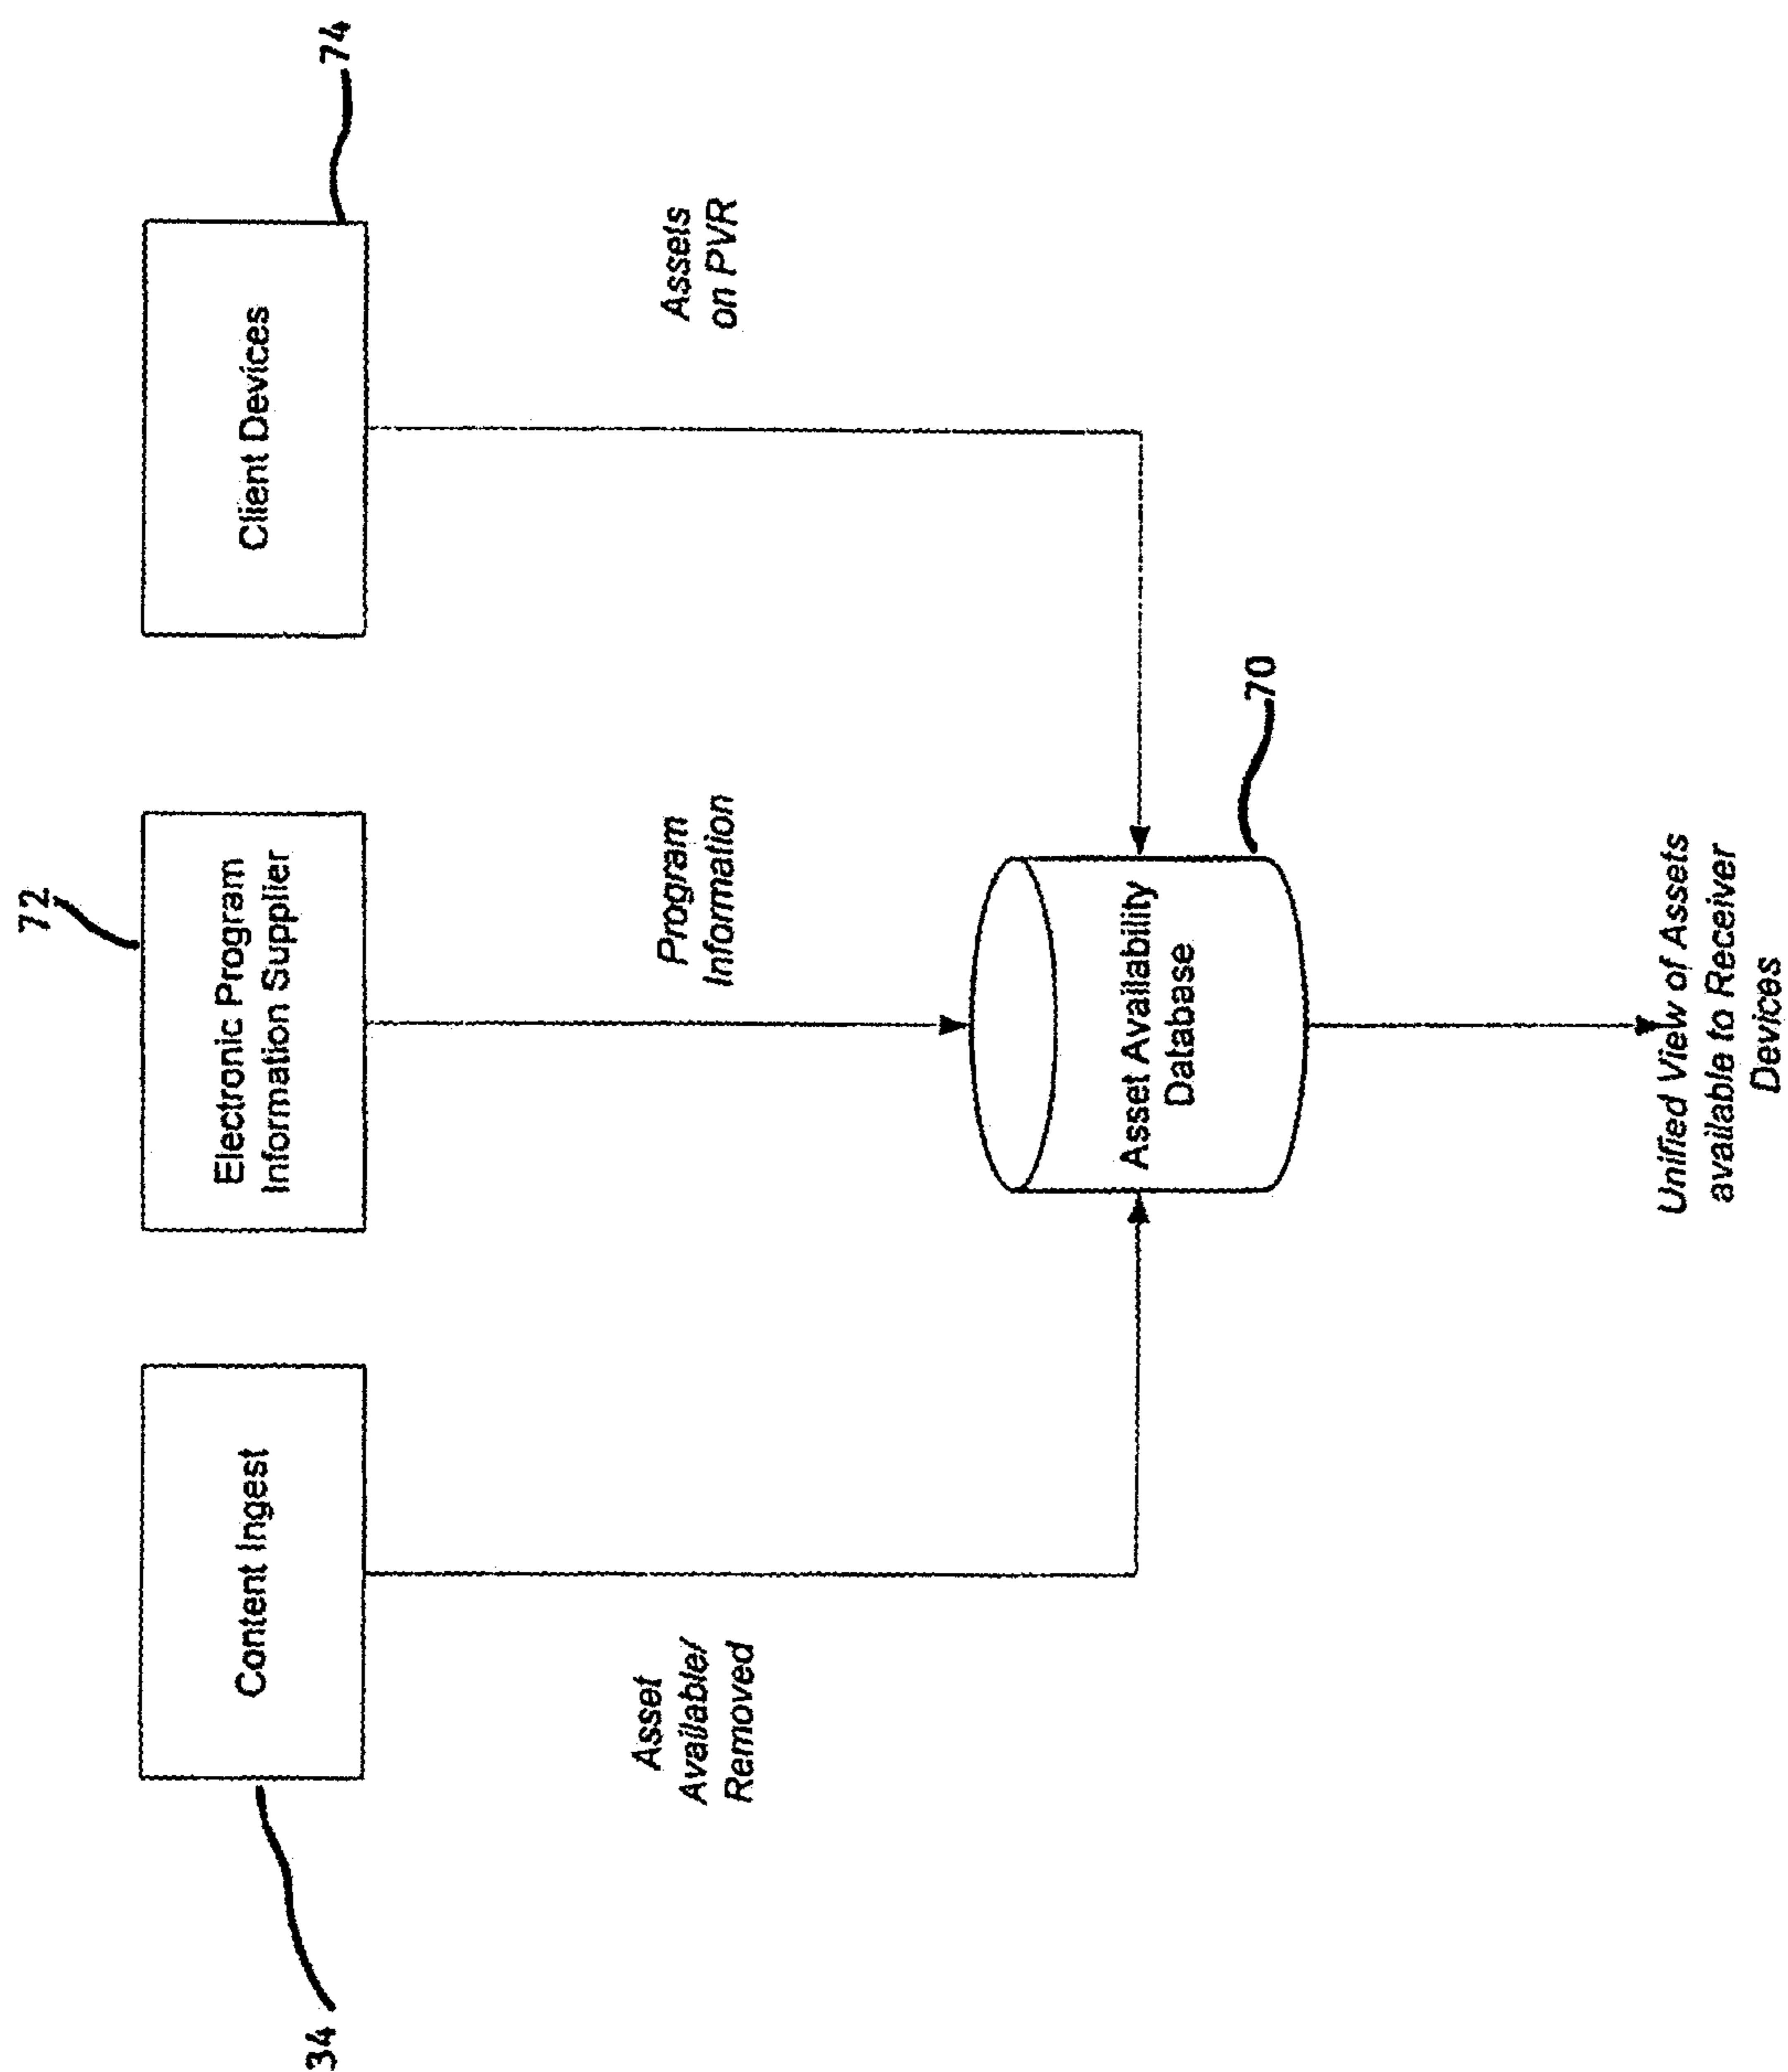 34
Content Ingest
72
Electronic Program
Information Supplier
Client Devices
74
Asset
Available/
Removed
Program
Information
Assets
on PVR
Asset Availability
Database
70
Unified View of Assets
available to Receiver
Devices